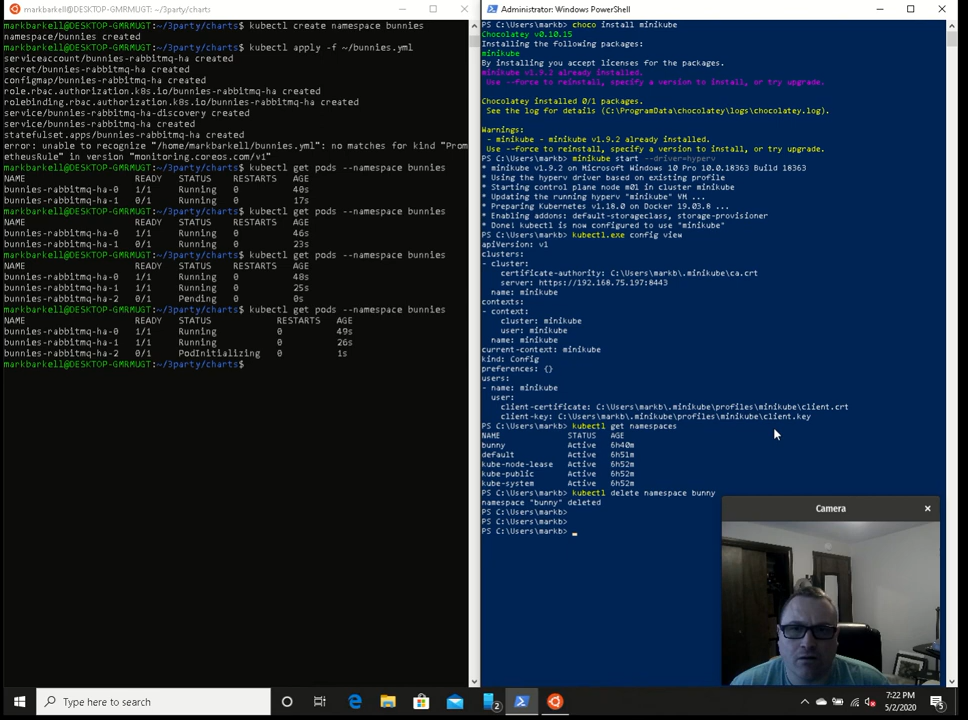 markbarkell@DESKTOP-GMRMUGT: ~/3party/charts
markbarkell@DESKTOP-GMRMUGT:~/3party/charts$ kubectl create namespace bunnies
namespace/bunnies created
markbarkell@DESKTOP-GMRMUGT:~/3party/charts$ kubectl apply -f ~/bunnies.yml
serviceaccount/bunnies-rabbitmq-ha created
secret/bunnies-rabbitmq-ha created
configmap/bunnies-rabbitmq-ha created
role.rbac.authorization.k8s.io/bunnies-rabbitmq-ha created
rolebinding.rbac.authorization.k8s.io/bunnies-rabbitmq-ha created
service/bunnies-rabbitmq-ha-discovery created
service/bunnies-rabbitmq-ha created
statefulset.apps/bunnies-rabbitmq-ha created
error: unable to recognize "/home/markbarkell/bunnies.yml": no matches for kind "Prom
etheusRule" in version "monitoring.coreos.com/v1"
markbarkell@DESKTOP-GMRMUGT:~/3party/charts$ kubectl get pods --namespace bunnies
NAME READY STATUS RESTARTS AGE
bunnies-rabbitmq-ha-0 1/1 Running 0 40s
bunnies-rabbitmq-ha-1 0/1 Running 0 17s
markbarkell@DESKTOP-GMRMUGT:~/3party/charts$ kubectl get pods --namespace bunnies
NAME READY STATUS RESTARTS AGE
bunnies-rabbitmq-ha-0 1/1 Running 0 46s
bunnies-rabbitmq-ha-1 0/1 Running 0 23s
markbarkell@DESKTOP-GMRMUGT:~/3party/charts$ kubectl get pods --namespace bunnies
NAME READY STATUS RESTARTS AGE
bunnies-rabbitmq-ha-0 1/1 Running 0 48s
bunnies-rabbitmq-ha-1 1/1 Running 0 25s
bunnies-rabbitmq-ha-2 0/1 Pending 0 0s
markbarkell@DESKTOP-GMRMUGT:~/3party/charts$ kubectl get pods --namespace bunnies
NAME READY STATUS RESTARTS AGE
bunnies-rabbitmq-ha-0 1/1 Running 0 49s
bunnies-rabbitmq-ha-1 1/1 Running 0 26s
bunnies-rabbitmq-ha-2 0/1 PodInitializing 0 1s
markbarkell@DESKTOP-GMRMUGT:~/3party/charts$
Administrator: Windows PowerShell
PS C:\Users\markb> choco install minikube
Chocolatey v0.10.15
Installing the following packages:
minikube
By installing you accept licenses for the packages.
minikube v1.9.2 already installed.
Use --force to reinstall, specify a version to install, or try upgrade.
Chocolatey installed 0/1 packages.
See the log for details (C:\ProgramData\chocolatey\logs\chocolatey.log).
Warnings:
- minikube - minikube v1.9.2 already installed.
Use --force to reinstall, specify a version to install, or try upgrade.
PS C:\Users\markb> minikube start --driver=hyperv
* minikube v1.9.2 on Microsoft Windows 10 Pro 10.0.18363 Build 18363
* Using the hyperv driver based on existing profile
* Starting control plane node m01 in cluster minikube
* Updating the running hyperv "minikube" VM ...
* Preparing Kubernetes v1.18.0 on Docker 19.03.8 ...
* Enabling addons: default-storageclass, storage-provisioner
* Done! kubectl is now configured to use "minikube"
PS C:\Users\markb> kubectl.exe config view
apiVersion: v1
clusters:
- cluster:
certificate-authority: C:\Users\markb\.minikube\ca.crt
server: https://192.168.75.197:8443
name: minikube
contexts:
- context:
cluster: minikube
user: minikube
name: minikube
current-context: minikube
kind: Config
preferences: {}
users:
- name: minikube
user:
client-certificate: C:\Users\markb\.minikube\profiles\minikube\client.crt
client-key: C:\Users\markb\.minikube\profiles\minikube\client.key
PS C:\Users\markb> kubectl get namespaces
NAME STATUS AGE
bunny Active 6h40m
default Active 6h51m
kube-node-lease Active 6h52m
kube-public Active 6h52m
kube-system Active 6h52m
PS C:\Users\markb> kubectl delete namespace bunny
namespace "bunny" deleted
PS C:\Users\markb>
PS C:\Users\markb>
PS C:\Users\markb>
Camera
Type here to search
2
7:22 PM
5/2/2020
5